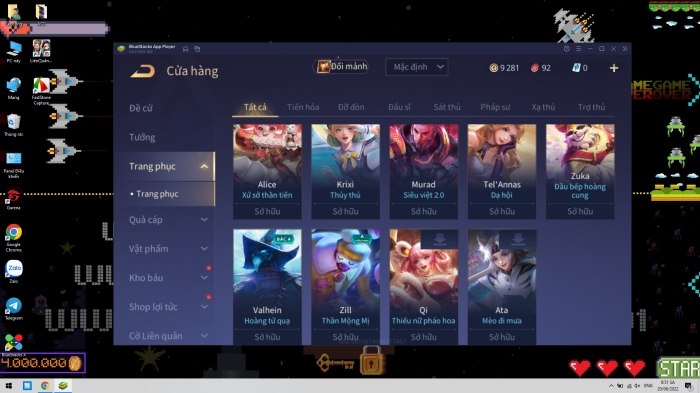 BlueStacks App Player
Cửa hàng
Đổi mảnh
Mặc định
9 281
92
0
Đề cử
Tướng
Trang phục
• Trang phục
Quà cáp
Vật phẩm
Kho báu
Shop lợi tức
Cờ Liên quân
Tất cả
Tiến hóa
Đỡ đòn
Đấu sĩ
Sát thủ
Pháp sư
Xạ thủ
Trợ thủ
Alice
Xứ sở thần tiên
Sở hữu
Krixi
Thủy thủ
Sở hữu
Murad
Siêu việt 2.0
Sở hữu
Tel'Annas
Dạ hội
Sở hữu
Zuka
Đầu bếp hoàng
cung
Sở hữu
BẬC A
Valhein
Hoàng tử quạ
Sở hữu
Zill
Thần Mộng Mị
Sở hữu
Qi
Thiếu nữ pháo hoa
Sở hữu
Ata
Mèo đi mưa
Sở hữu
PC này
LiênQuân...
Mạng
FastStone
Capture
Thùng rác
Panel Điều
khiển
Garena
Google
Chrome
Zalo
Telegram
BlueStacks X
4.000.000
STAR
8:51 SA
20/06/2022